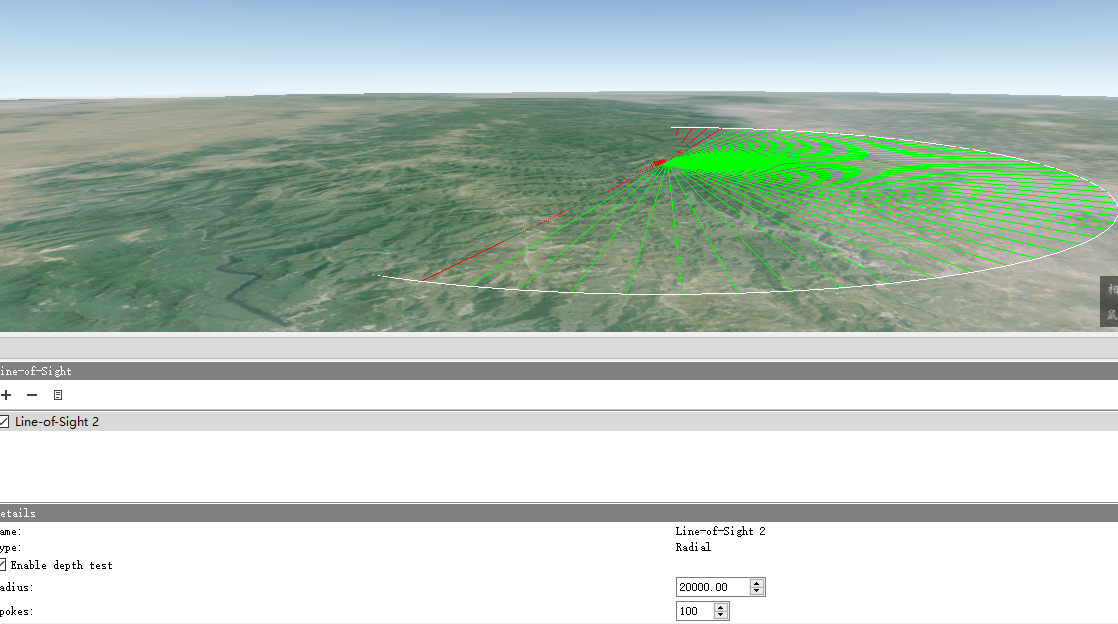 ine-of-Sight
Line-of-Sight 2
etails
ame:
Line-of-Sight 2
ype:
Radial
Enable depth test
adius:
20000.00
pokes:
100